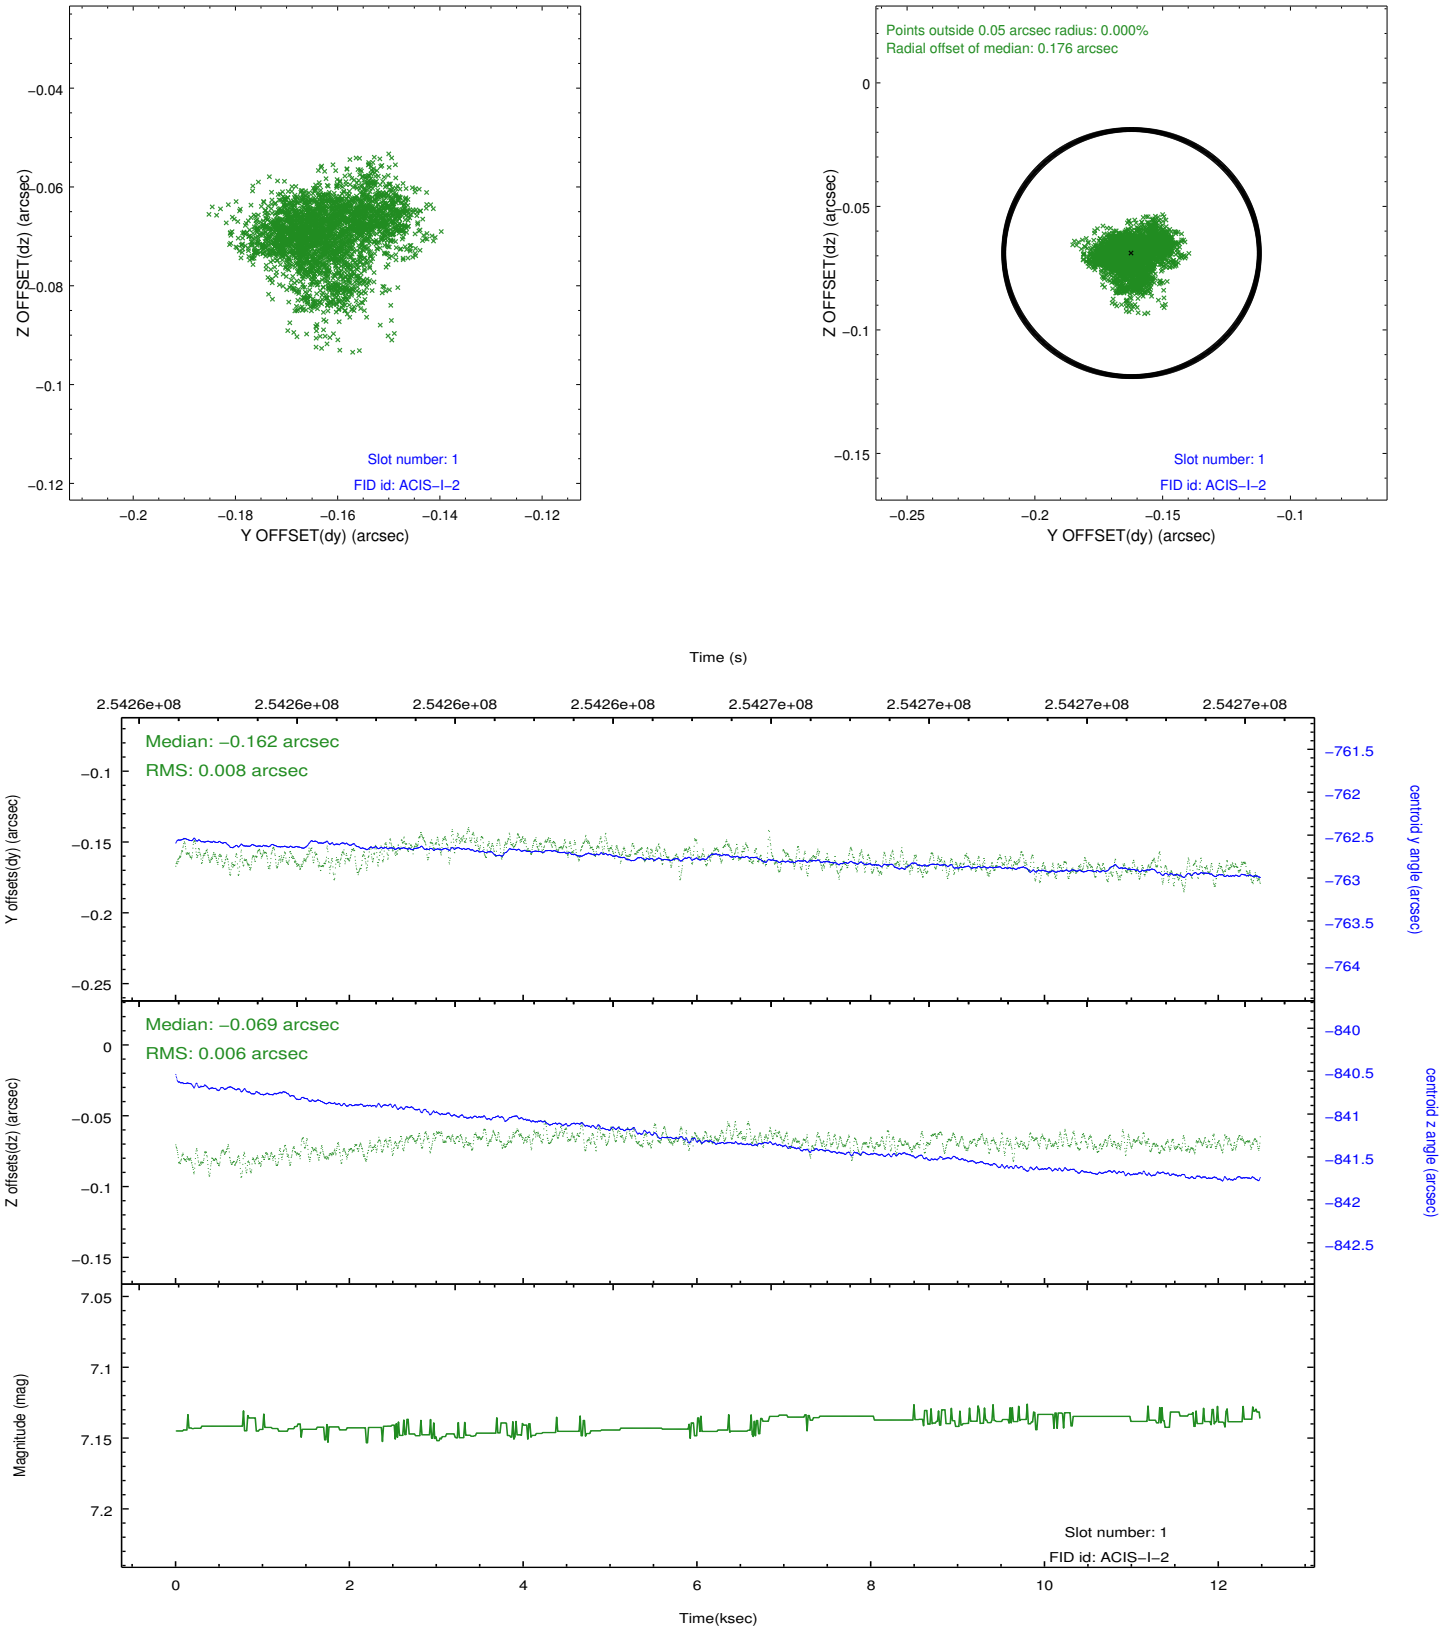 −0.04
−0.06
−0.08
−0.1
−0.12
Z OFFSET(dz) (arcsec)
Slot number: 1
FID id: ACIS−I−2
−0.2
−0.18
−0.16
−0.14
−0.12
Y OFFSET(dy) (arcsec)
Points outside 0.05 arcsec radius: 0.000%
Radial offset of median: 0.176 arcsec
0
−0.05
−0.1
−0.15
Z OFFSET(dz) (arcsec)
Slot number: 1
FID id: ACIS−I−2
−0.25
−0.2
−0.15
−0.1
Y OFFSET(dy) (arcsec)
Time (s)
2.5426e+08
2.5426e+08
2.5426e+08
2.5426e+08
2.5427e+08
2.5427e+08
2.5427e+08
2.5427e+08
Median: −0.162 arcsec
RMS: 0.008 arcsec
−0.1
−0.15
−0.2
−0.25
Y offsets(dy) (arcsec)
−761.5
−762
−762.5
−763
−763.5
−764
centroid y angle (arcsec)
Median: −0.069 arcsec
RMS: 0.006 arcsec
0
−0.05
−0.1
−0.15
Z offsets(dz) (arcsec)
−840
−840.5
−841
−841.5
−842
−842.5
centroid z angle (arcsec)
7.05
7.1
7.15
7.2
Magnitude (mag)
Slot number: 1
FID id: ACIS−I−2
0
2
4
6
8
10
12
Time(ksec)